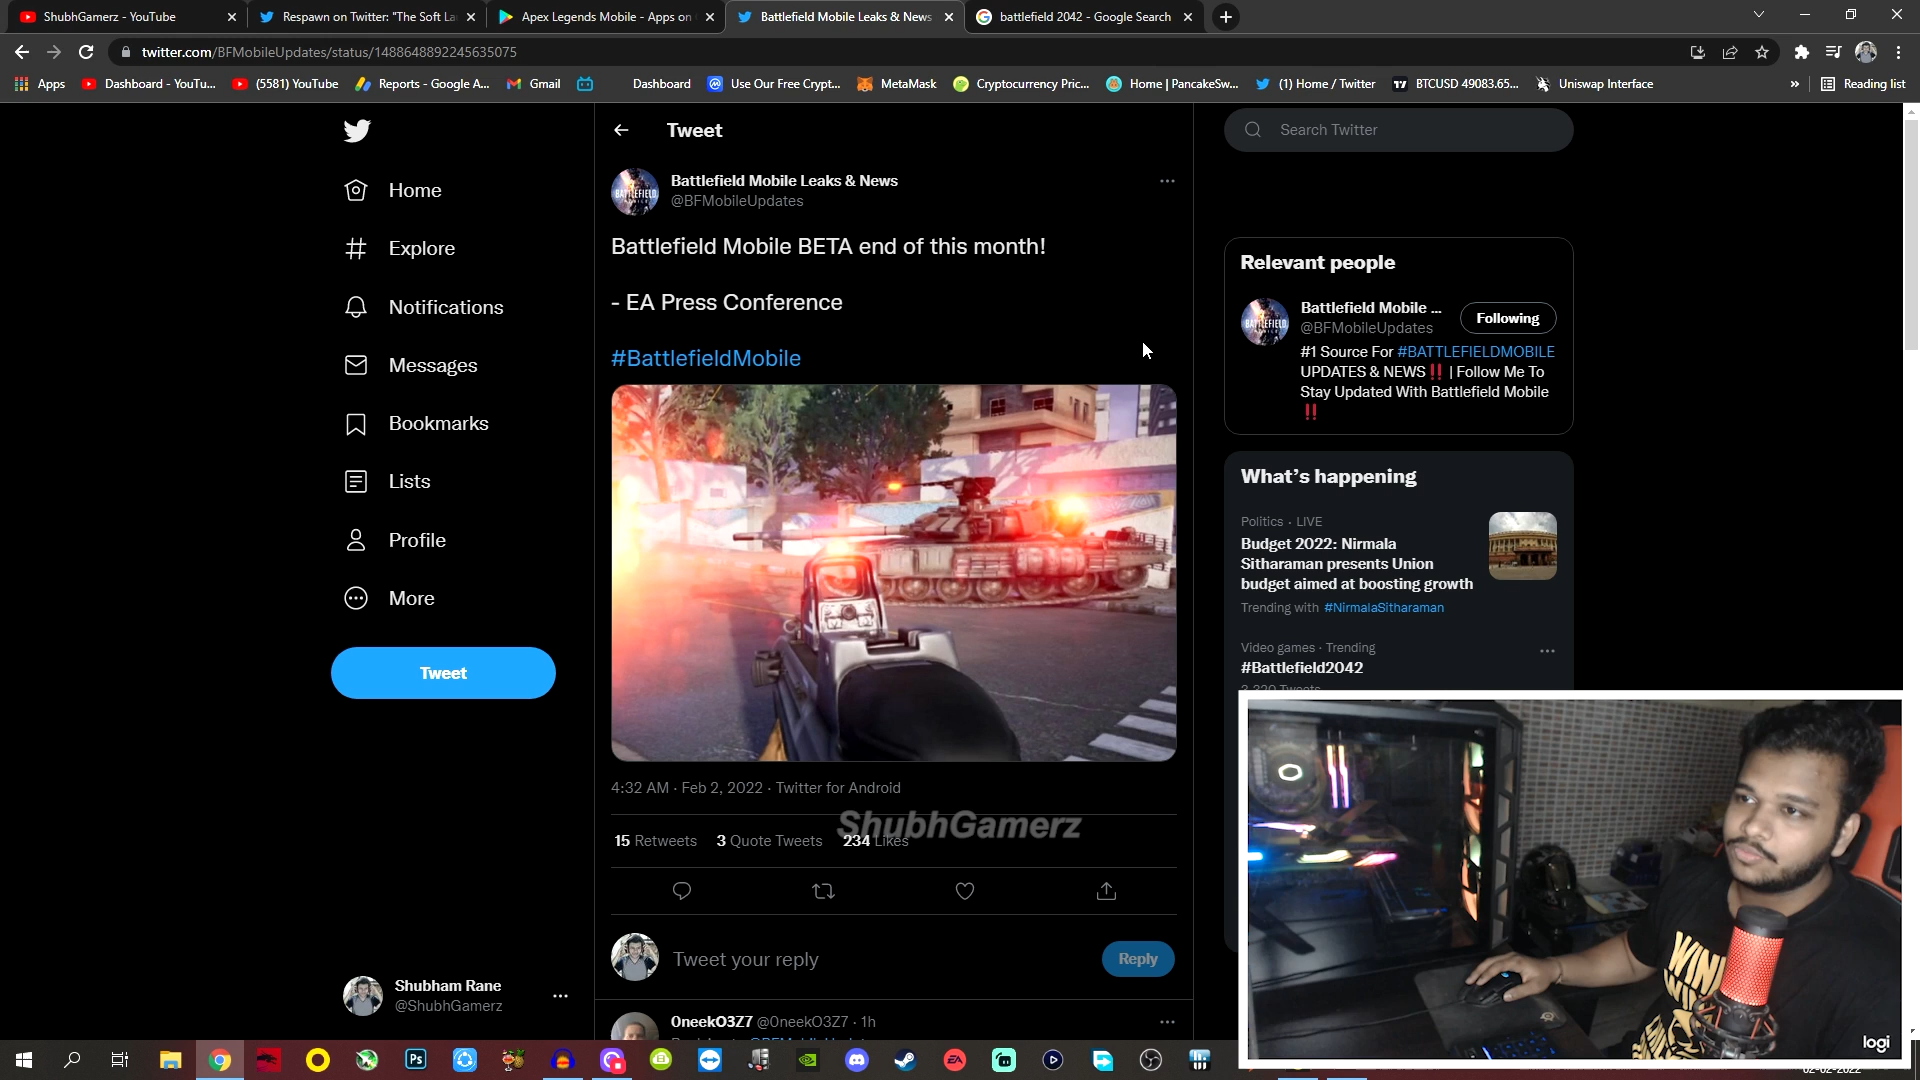 ShubhGamerz - YouTube
Respawn on Twitter: "The Soft La
Apex Legends Mobile - Apps on
Battlefield Mobile Leaks & News
battlefield 2042 - Google Search
twitter.com/BFMobileUpdates/status/1488648892245635075
Apps
Dashboard - YouTu...
(5581) YouTube
Reports - Google A...
Gmail
Dashboard
Use Our Free Crypt...
MetaMask
Cryptocurrency Pric...
Home | PancakeSw...
(1) Home / Twitter
BTCUSD 49083.65...
Uniswap Interface
»
Reading list
Home
Explore
Notifications
Messages
Bookmarks
Lists
Profile
More
Tweet
Shubham Rane
@ShubhGamerz
Tweet
Battlefield Mobile Leaks & News
@BFMobileUpdates
Battlefield Mobile BETA end of this month!
- EA Press Conference
#BattlefieldMobile
4:32 AM · Feb 2, 2022 · Twitter for Android
ShubhGamerz
15 Retweets 3 Quote Tweets 234 Likes
Tweet your reply
Reply
OneekO3Z7 @OneekO3Z7 · 1h
Search Twitter
Relevant people
Battlefield Mobile ...
@BFMobileUpdates
Following
#1 Source For #BATTLEFIELDMOBILE
UPDATES & NEWS‼️ | Follow Me To
Stay Updated With Battlefield Mobile
‼️
What's happening
Politics · LIVE
Budget 2022: Nirmala
Sitharaman presents Union
budget aimed at boosting growth
Trending with #NirmalaSitharaman
Video games · Trending
#Battlefield2042
logi
02-02-2022